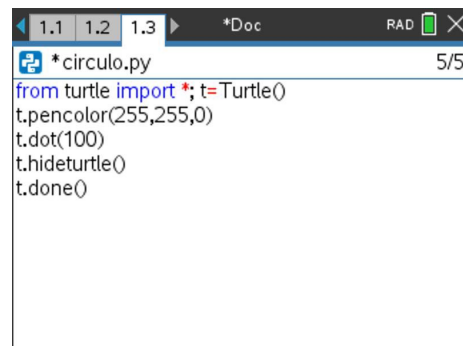 1.1 1.2 1.3 *Doc RAD
*circulo.py 5/5
from turtle import *; t=Turtle()
t.pencolor(255,255,0)
t.dot(100)
t.hideturtle()
t.done()